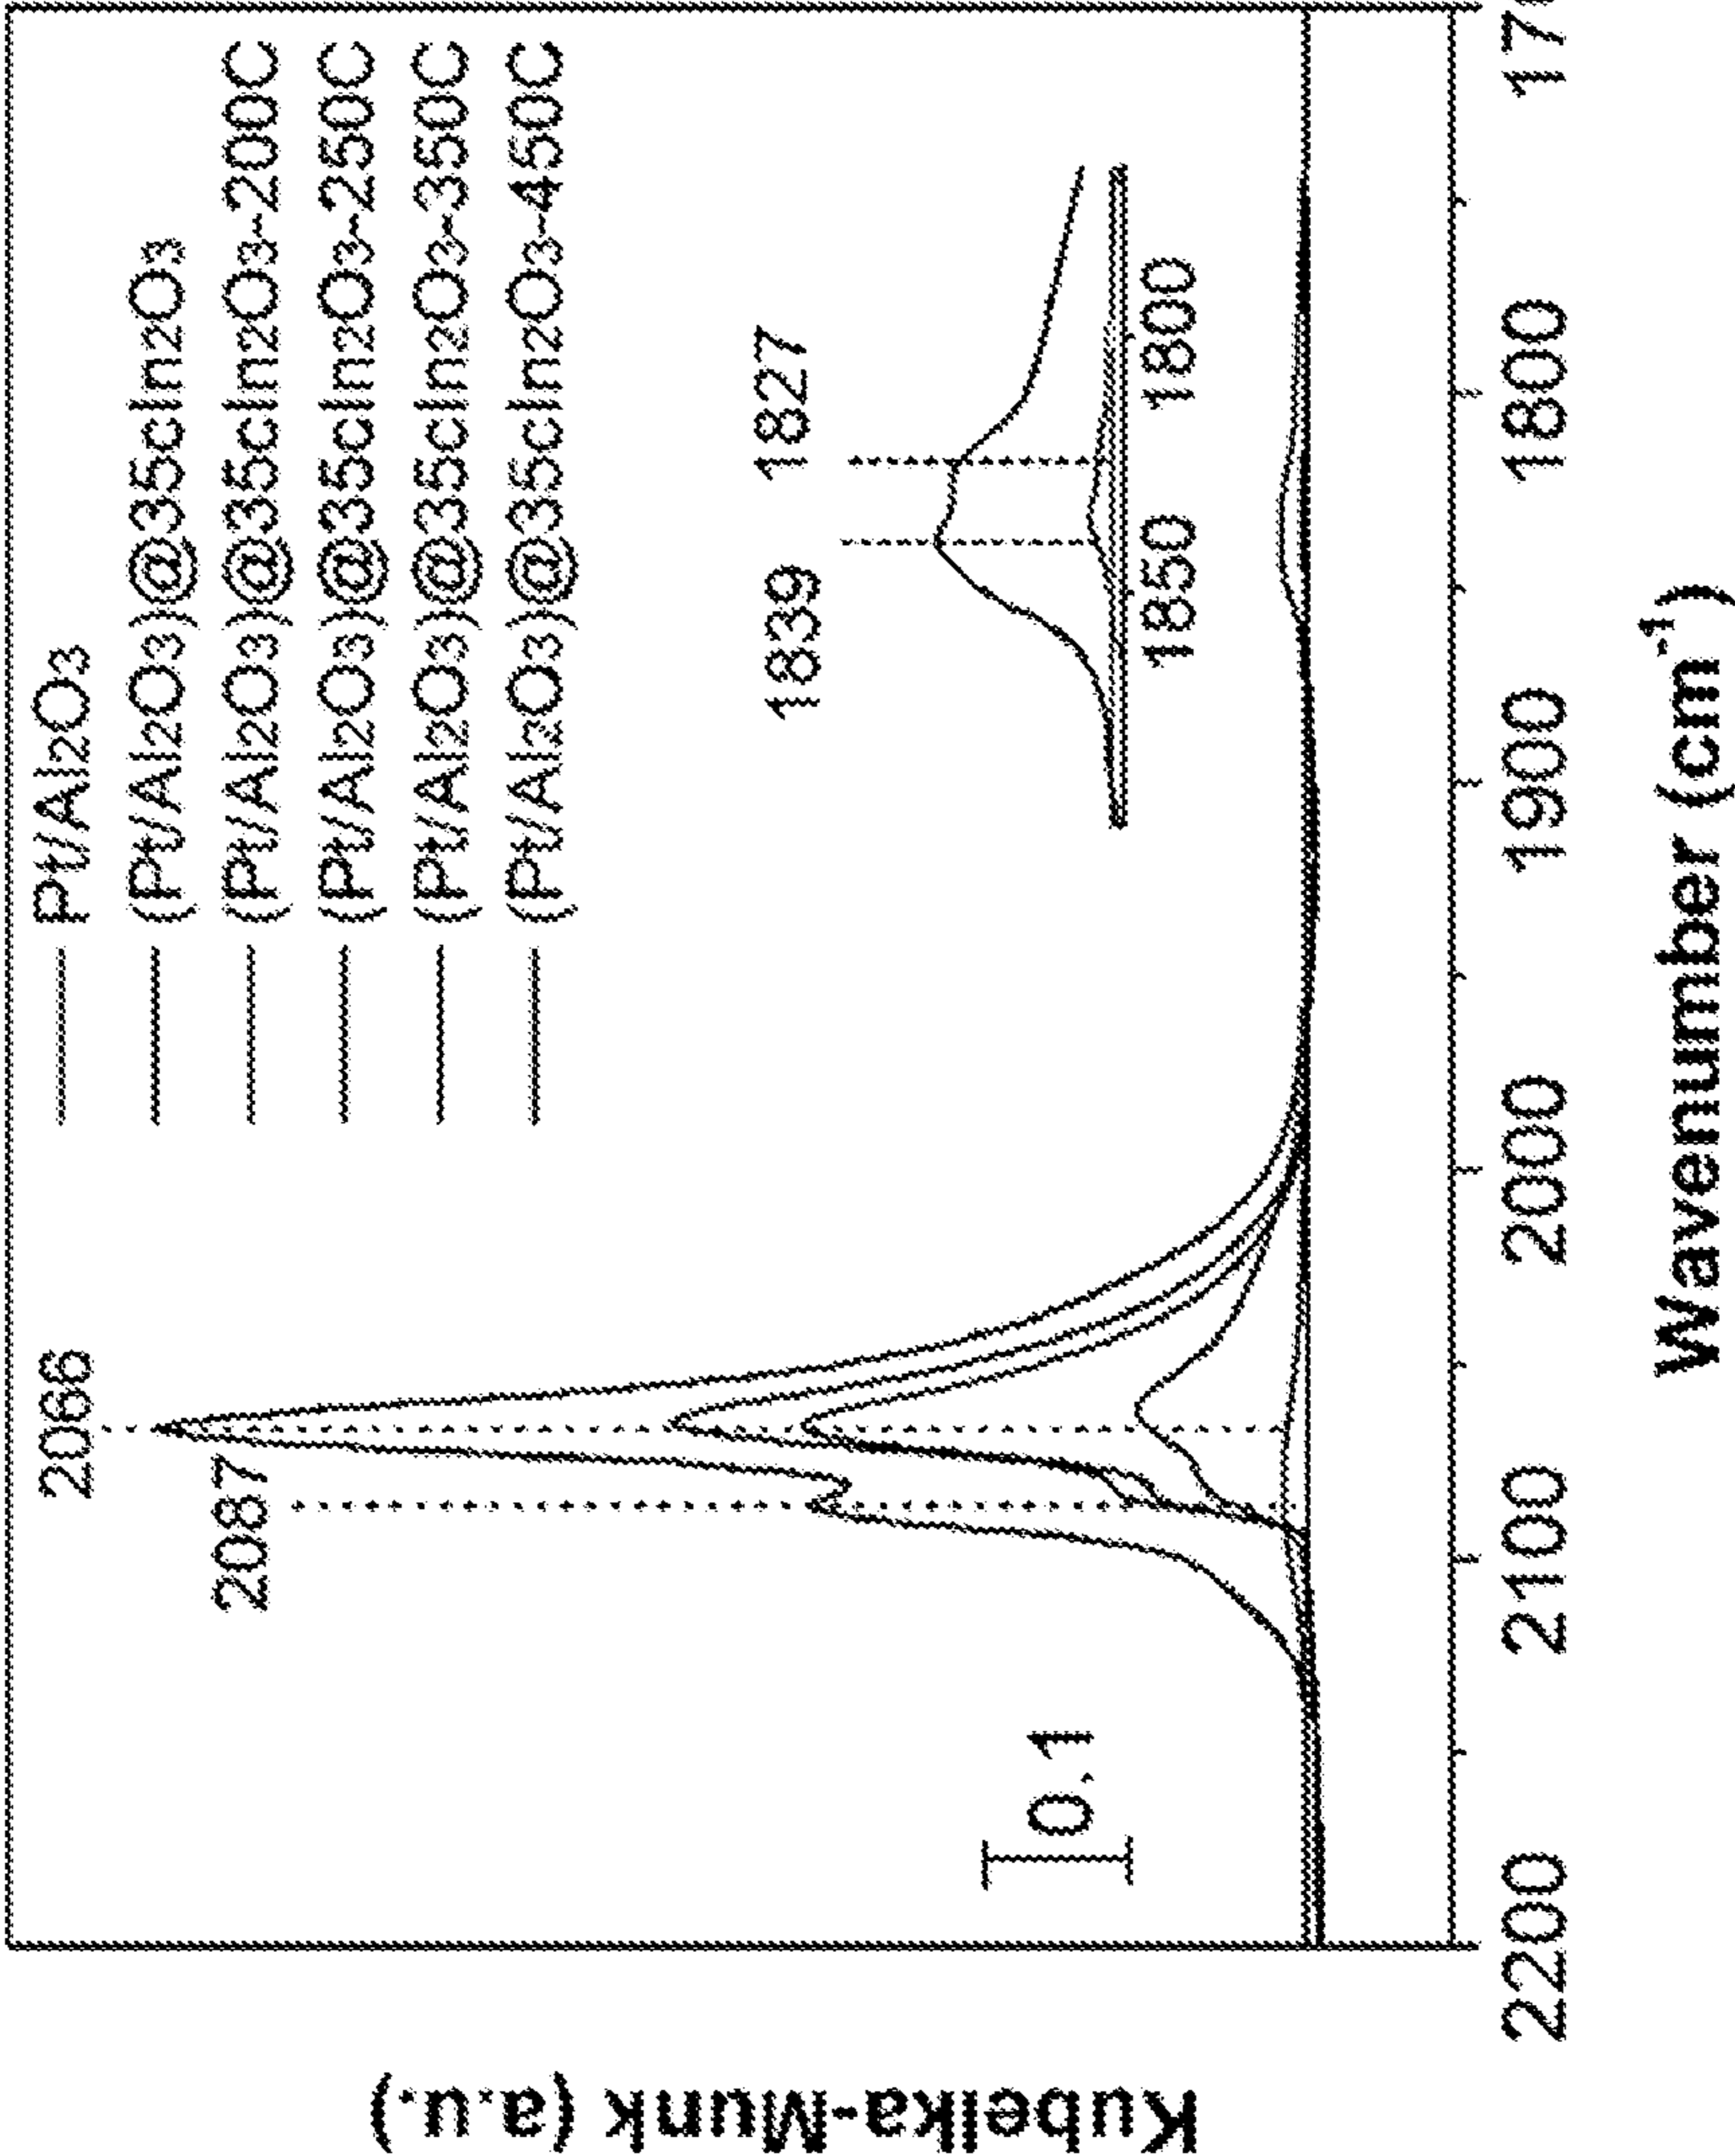 Kubelka-Munk (a.u.)
2066
2087
Pt/Al₂O₃
(Pt/Al₂O₃)@35cIn₂O₃
(Pt/Al₂O₃)@35cIn₂O₃-200C
(Pt/Al₂O₃)@35cIn₂O₃-250C
(Pt/Al₂O₃)@35cIn₂O₃-350C
(Pt/Al₂O₃)@35cIn₂O₃-450C
0.1
1839 1827
1850 1800
2200 2100 2000 1900 1800
Wavenumber (cm⁻¹)